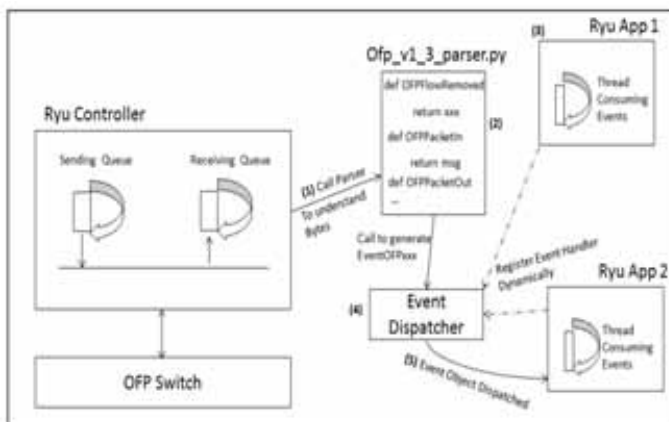 Ryu Controller
Sending Queue
Receiving Queue
OFP Switch
(1) Call Parser
To understand
Bytes
Ofp_v1_3_parser.py
def OFPFlowRemoved
return xxx
def OFPPacketIn
return msg
def OFPPacketOut
...
(2)
Call to generate
EventOFPxxx
(4)
Event
Dispatcher
(5) Event Object Dispatched
Register Event Handler
Dynamically
(3)
Ryu App 1
Thread
Consuming
Events
Ryu App 2
Thread
Consuming
Events